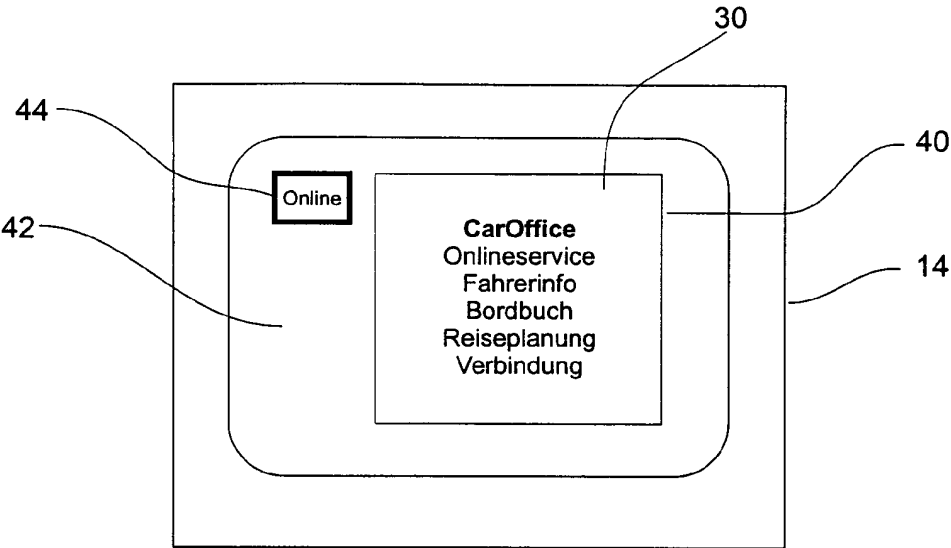 30
44
40
Online
42
CarOffice
Onlineservice
Fahrerinfo
Bordbuch
Reiseplanung
Verbindung
14